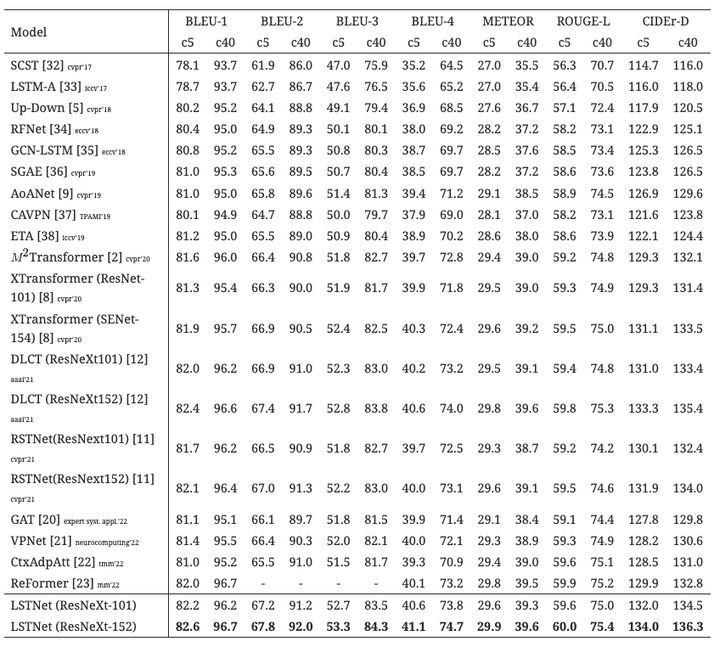 Model BLEU-1 BLEU-2 BLEU-3 BLEU-4 METEOR ROUGE-L CIDEr-D
c5 c40 c5 c40 c5 c40 c5 c40 c5 c40 c5 c40 c5 c40
SCST [32] cvpr'17 78.1 93.7 61.9 86.0 47.0 75.9 35.2 64.5 27.0 35.5 56.3 70.7 114.7 116.0
LSTM-A [33] iccv'17 78.7 93.7 62.7 86.7 47.6 76.5 35.6 65.2 27.0 35.4 56.4 70.5 116.0 118.0
Up-Down [5] cvpr'18 80.2 95.2 64.1 88.8 49.1 79.4 36.9 68.5 27.6 36.7 57.1 72.4 117.9 120.5
RFNet [34] eccv'18 80.4 95.0 64.9 89.3 50.1 80.1 38.0 69.2 28.2 37.2 58.2 73.1 122.9 125.1
GCN-LSTM [35] eccv'18 80.8 95.2 65.5 89.3 50.8 80.3 38.7 69.7 28.5 37.6 58.5 73.4 125.3 126.5
SGAE [36] cvpr'19 81.0 95.3 65.6 89.5 50.7 80.4 38.5 69.7 28.2 37.2 58.6 73.6 123.8 126.5
AoANet [9] cvpr'19 81.0 95.0 65.8 89.6 51.4 81.3 39.4 71.2 29.1 38.5 58.9 74.5 126.9 129.6
CAVPN [37] TPAMI'19 80.1 94.9 64.7 88.8 50.0 79.7 37.9 69.0 28.1 37.0 58.2 73.1 121.6 123.8
ETA [38] iccv'19 81.2 95.0 65.5 89.0 50.9 80.4 38.9 70.2 28.6 38.0 58.6 73.9 122.1 124.4
M²Transformer [2] cvpr'20 81.6 96.0 66.4 90.8 51.8 82.7 39.7 72.8 29.4 39.0 59.2 74.8 129.3 132.1
XTransformer (ResNet-
101) [8] cvpr'20 81.3 95.4 66.3 90.0 51.9 81.7 39.9 71.8 29.5 39.0 59.3 74.9 129.3 131.4
XTransformer (SENet-
154) [8] cvpr'20 81.9 95.7 66.9 90.5 52.4 82.5 40.3 72.4 29.6 39.2 59.5 75.0 131.1 133.5
DLCT (ResNeXt101) [12]
aaai'21 82.0 96.2 66.9 91.0 52.3 83.0 40.2 73.2 29.5 39.1 59.4 74.8 131.0 133.4
DLCT (ResNeXt152) [12]
aaai'21 82.4 96.6 67.4 91.7 52.8 83.8 40.6 74.0 29.8 39.6 59.8 75.3 133.3 135.4
RSTNet(ResNext101) [11]
cvpr'21 81.7 96.2 66.5 90.9 51.8 82.7 39.7 72.5 29.3 38.7 59.2 74.2 130.1 132.4
RSTNet(ResNext152) [11]
cvpr'21 82.1 96.4 67.0 91.3 52.2 83.0 40.0 73.1 29.6 39.1 59.5 74.6 131.9 134.0
GAT [20] expert syst. appl.'22 81.1 95.1 66.1 89.7 51.8 81.5 39.9 71.4 29.1 38.4 59.1 74.4 127.8 129.8
VPNet [21] neurocomputing'22 81.4 95.5 66.4 90.3 52.0 82.1 40.0 72.1 29.3 38.9 59.3 74.9 128.2 130.6
CtxAdpAtt [22] tmm'22 81.0 95.2 65.5 91.0 51.5 81.7 39.3 70.9 29.4 39.0 59.6 75.1 128.5 131.0
ReFormer [23] mm'22 82.0 96.7 - - - - 40.1 73.2 29.8 39.5 59.9 75.2 129.9 132.8
LSTNet (ResNeXt-101) 82.2 96.2 67.2 91.2 52.7 83.5 40.6 73.8 29.6 39.3 59.6 75.0 132.0 134.5
LSTNet (ResNeXt-152) 82.6 96.7 67.8 92.0 53.3 84.3 41.1 74.7 29.9 39.6 60.0 75.4 134.0 136.3